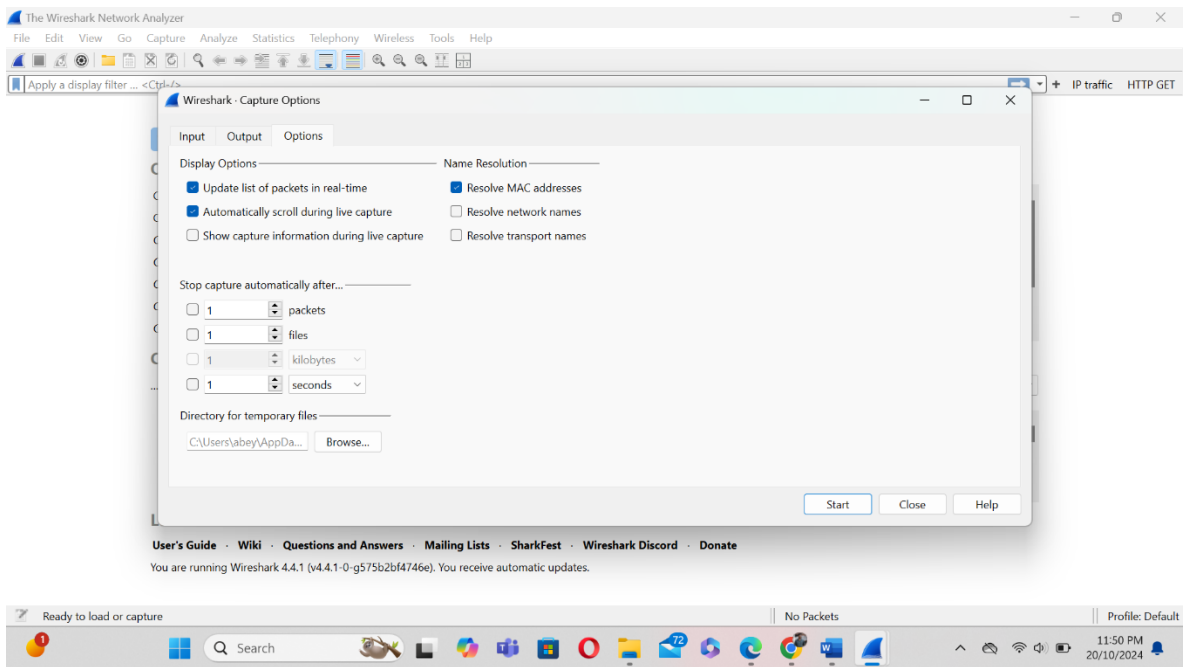 The Wireshark Network Analyzer
File Edit View Go Capture Analyze Statistics Telephony Wireless Tools Help
Apply a display filter ... <Ctrl-/>
+ IP traffic HTTP GET
Wireshark · Capture Options
Input Output Options
Display Options Name Resolution
Update list of packets in real-time Resolve MAC addresses
Automatically scroll during live capture Resolve network names
Show capture information during live capture Resolve transport names
Stop capture automatically after...
1 packets
1 files
1 kilobytes
1 seconds
Directory for temporary files
C:\Users\abey\AppDa... Browse...
Start Close Help
User's Guide · Wiki · Questions and Answers · Mailing Lists · SharkFest · Wireshark Discord · Donate
You are running Wireshark 4.4.1 (v4.4.1-0-g575b2bf4746e). You receive automatic updates.
Ready to load or capture No Packets Profile: Default
1 Search 72 11:50 PM
20/10/2024